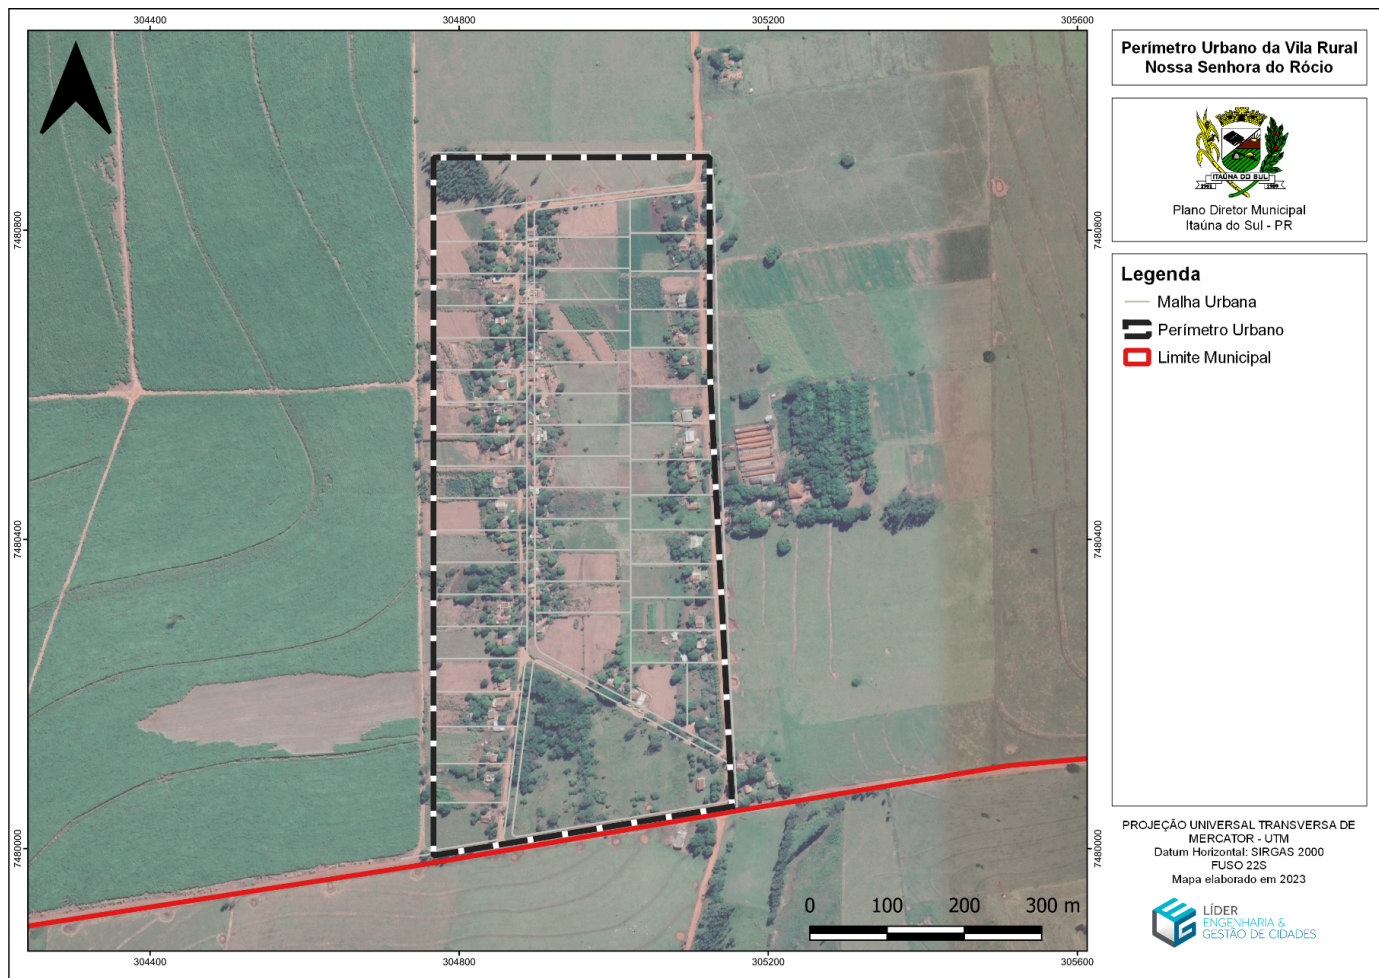 304400
304800
305200
305600
7480800
7480400
7480000
7480800
7480400
7480000
304400
304800
305200
305600
0 100 200 300 m
Perímetro Urbano da Vila Rural
Nossa Senhora do Rócio
ITAÚNA DO SUL
Plano Diretor Municipal
Itaúna do Sul - PR
Legenda
Malha Urbana
Perímetro Urbano
Limite Municipal
PROJEÇÃO UNIVERSAL TRANSVERSA DE
MERCATOR - UTM
Datum Horizontal: SIRGAS 2000
FUSO 22S
Mapa elaborado em 2023
LÍDER
ENGENHARIA &
GESTÃO DE CIDADES